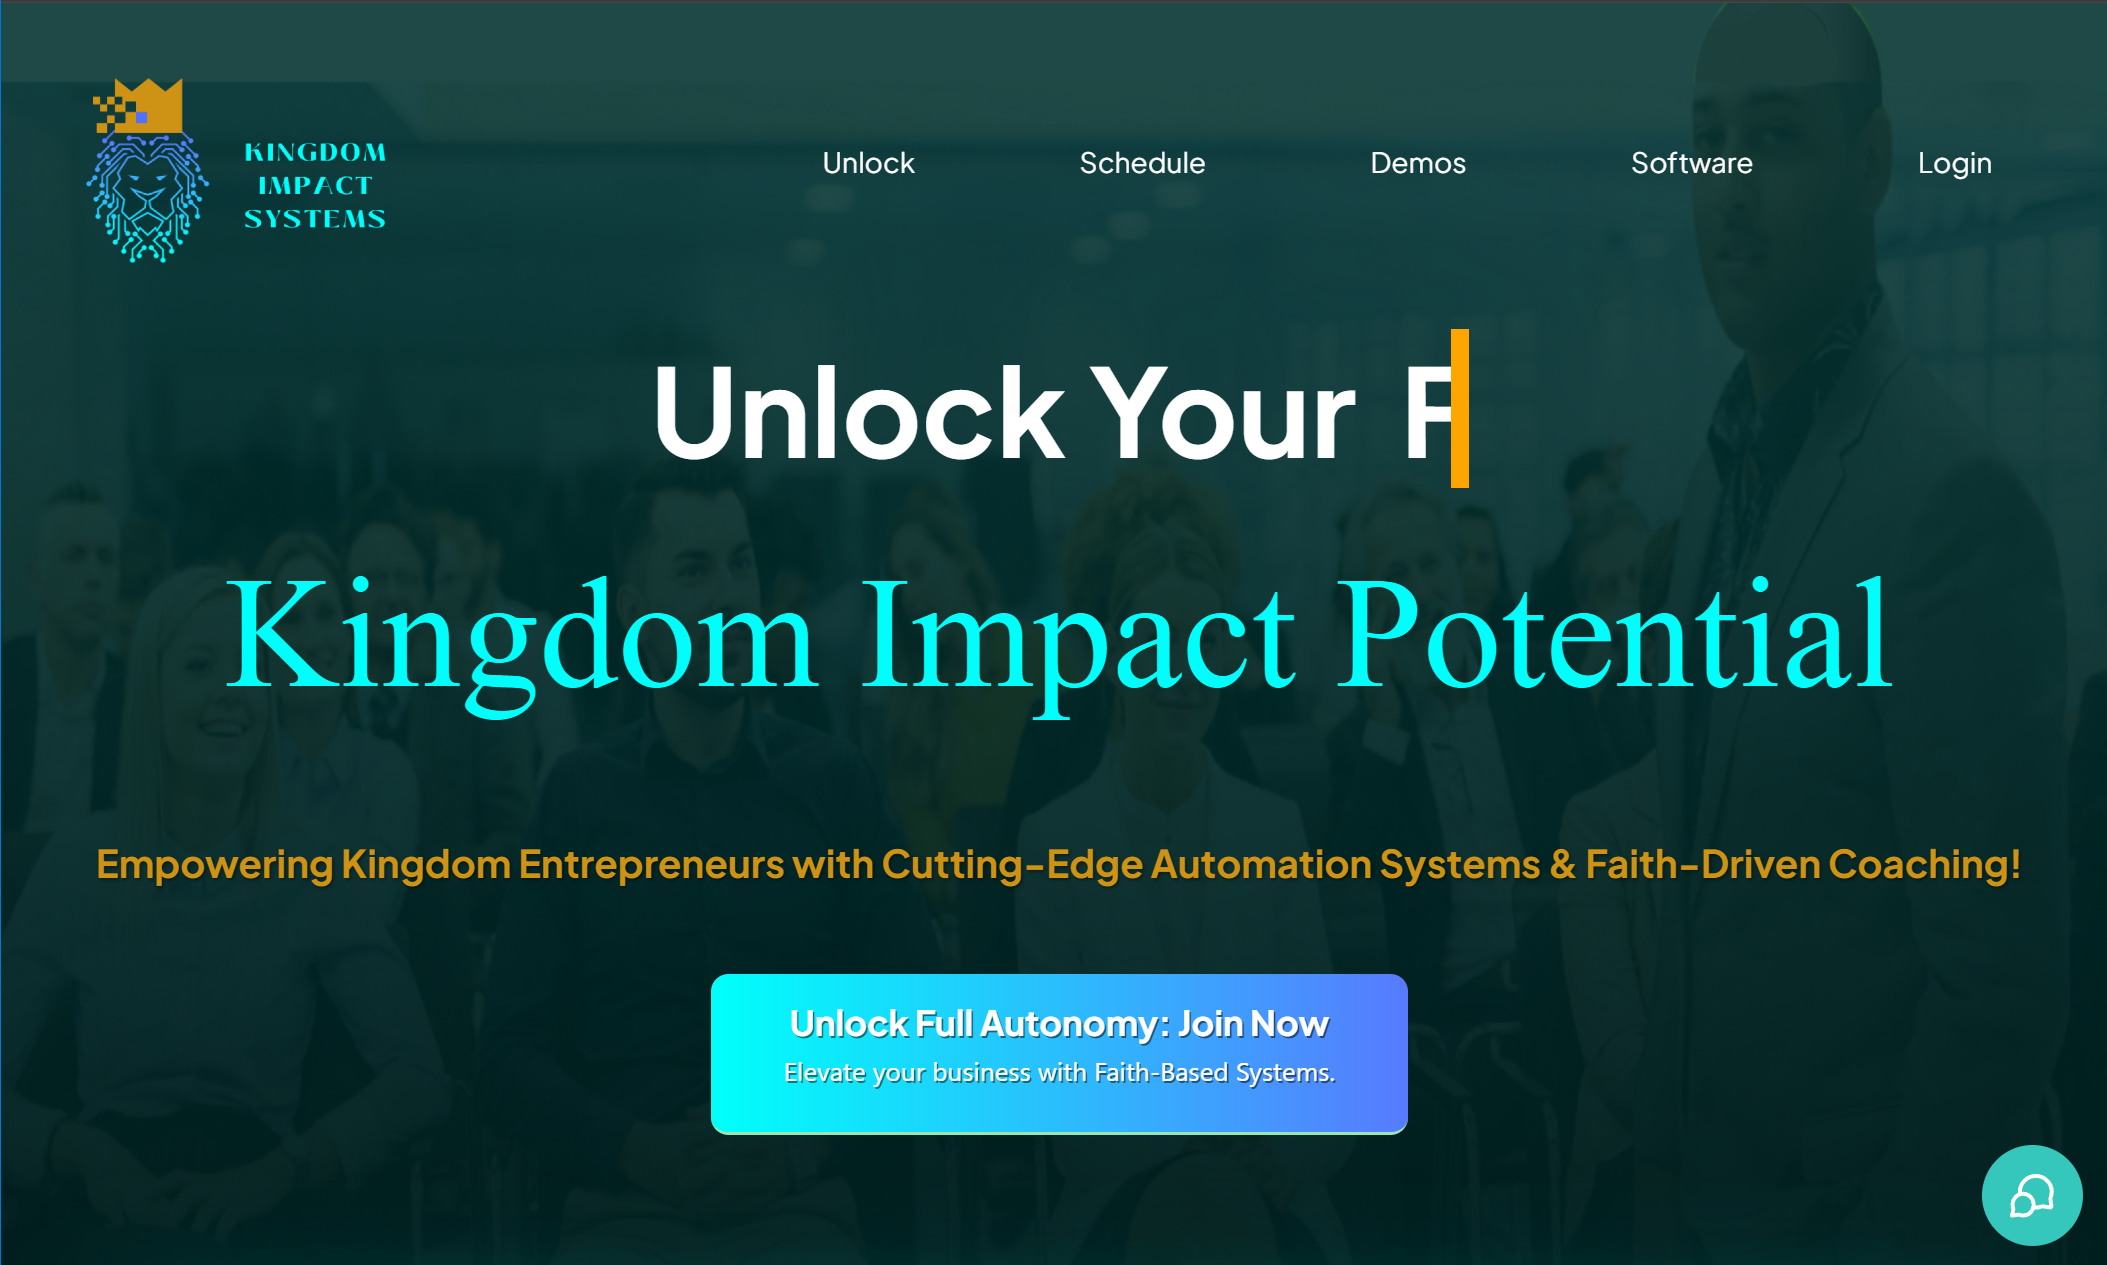 KINGDOM
IMPACT
SYSTEMS
Unlock Schedule Demos Software Login
Unlock Your
Kingdom Impact Potential
Empowering Kingdom Entrepreneurs with Cutting-Edge Automation Systems & Faith-Driven Coaching!
Unlock Full Autonomy: Join Now
Elevate your business with Faith-Based Systems.